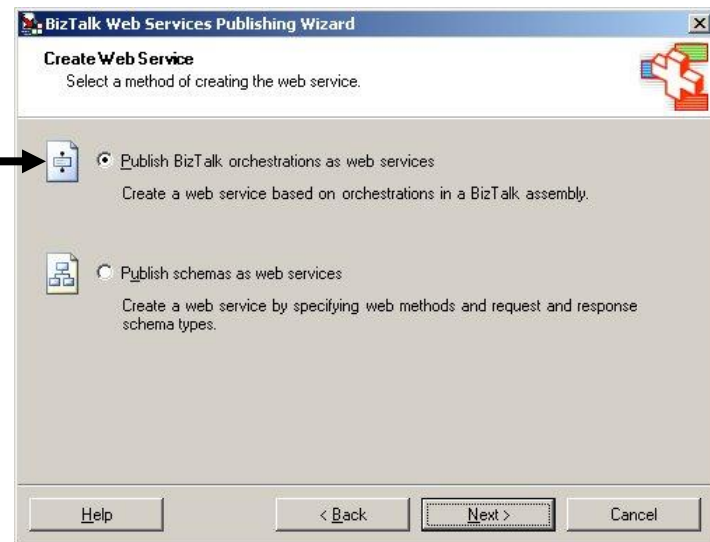 BizTalk Web Services Publishing Wizard
Create Web Service
Select a method of creating the web service.
Publish BizTalk orchestrations as web services
Create a web service based on orchestrations in a BizTalk assembly.
Publish schemas as web services
Create a web service by specifying web methods and request and response
schema types.
Help
< Back
Next >
Cancel